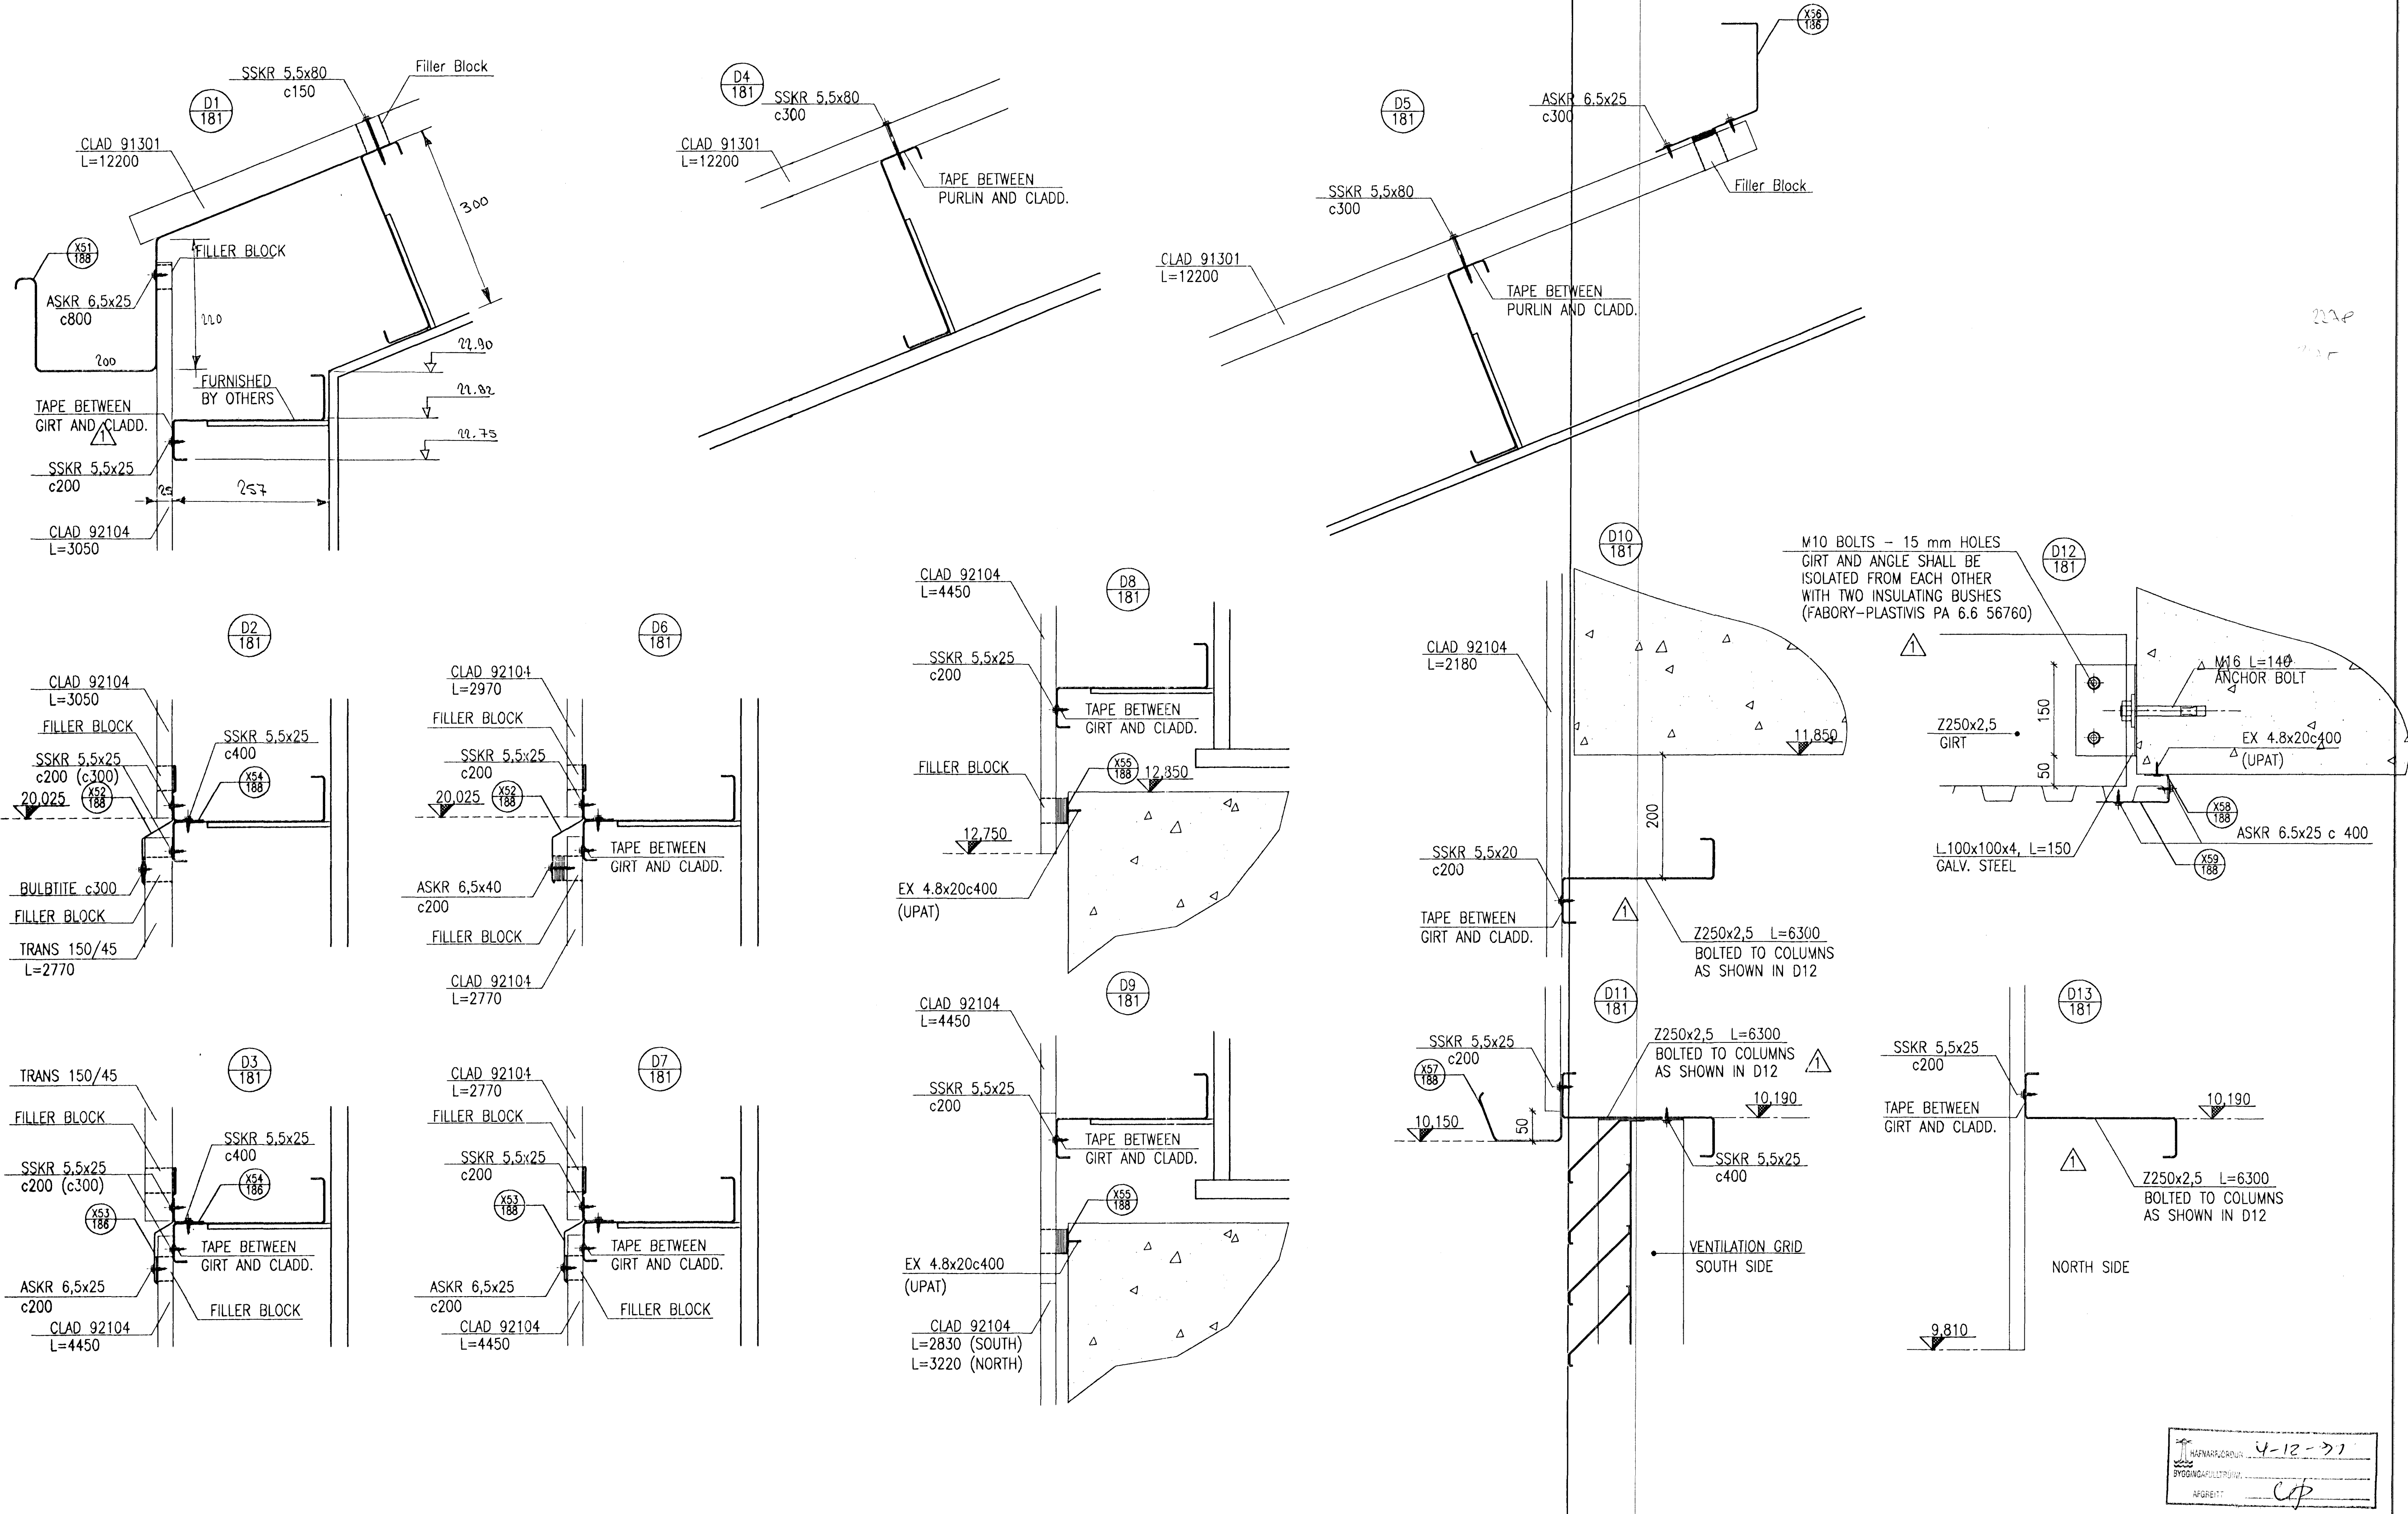 D1
181
SSKR 5,5x80
c150
Filler Block
CLAD 91301
L=12200
300
X51
188
FILLER BLOCK
ASKR 6,5x25
c800
220
200
22.90
FURNISHED
BY OTHERS
22.82
TAPE BETWEEN
GIRT AND CLADD.
1
22.75
SSKR 5,5x25
c200
25
257
CLAD 92104
L=3050
D4
181
SSKR 5,5x80
c300
CLAD 91301
L=12200
TAPE BETWEEN
PURLIN AND CLADD.
D5
181
X56
186
ASKR 6.5x25
c300
Filler Block
SSKR 5,5x80
c300
CLAD 91301
L=12200
TAPE BETWEEN
PURLIN AND CLADD.
D2
181
CLAD 92104
L=3050
FILLER BLOCK
SSKR 5,5x25
c400
SSKR 5,5x25
c200 (c300)
X54
188
X52
188
20,025
BULBTITE c300
FILLER BLOCK
TRANS 150/45
L=2770
D6
181
CLAD 92104
L=2970
FILLER BLOCK
SSKR 5,5x25
c200
X52
188
20,025
TAPE BETWEEN
GIRT AND CLADD.
ASKR 6,5x40
c200
FILLER BLOCK
CLAD 92104
L=2770
D8
181
CLAD 92104
L=4450
SSKR 5,5x25
c200
TAPE BETWEEN
GIRT AND CLADD.
FILLER BLOCK
X55
188
12,850
12,750
EX 4.8x20c400
(UPAT)
D10
181
CLAD 92104
L=2180
11,850
200
SSKR 5,5x20
c200
TAPE BETWEEN
GIRT AND CLADD.
1
Z250x2,5 L=6300
BOLTED TO COLUMNS
AS SHOWN IN D12
D12
181
M10 BOLTS - 15 mm HOLES
GIRT AND ANGLE SHALL BE
ISOLATED FROM EACH OTHER
WITH TWO INSULATING BUSHES
(FABORY-PLASTIVIS PA 6.6 56760)
1
M16 L=140
ANCHOR BOLT
150
Z250x2,5
GIRT
EX 4.8x20c400
(UPAT)
50
X58
188
ASKR 6.5x25 c 400
L100x100x4, L=150
GALV. STEEL
X59
188
D3
181
TRANS 150/45
FILLER BLOCK
SSKR 5,5x25
c400
SSKR 5,5x25
c200 (c300)
X54
186
X53
186
TAPE BETWEEN
GIRT AND CLADD.
ASKR 6,5x25
c200
FILLER BLOCK
CLAD 92104
L=4450
D7
181
CLAD 92104
L=2770
FILLER BLOCK
SSKR 5,5x25
c200
X53
188
TAPE BETWEEN
GIRT AND CLADD.
ASKR 6,5x25
c200
FILLER BLOCK
CLAD 92104
L=4450
D9
181
CLAD 92104
L=4450
SSKR 5,5x25
c200
TAPE BETWEEN
GIRT AND CLADD.
X55
188
EX 4.8x20c400
(UPAT)
CLAD 92104
L=2830 (SOUTH)
L=3220 (NORTH)
D11
181
Z250x2,5 L=6300
BOLTED TO COLUMNS
AS SHOWN IN D12
1
SSKR 5,5x25
c200
X57
188
10,150
50
10,190
SSKR 5,5x25
c400
VENTILATION GRID
SOUTH SIDE
D13
181
SSKR 5,5x25
c200
TAPE BETWEEN
GIRT AND CLADD.
10,190
1
Z250x2,5 L=6300
BOLTED TO COLUMNS
AS SHOWN IN D12
NORTH SIDE
9,810
HAFNARFJÖRÐUR
BYGGINGAFULLTRÚI
AFGREITT